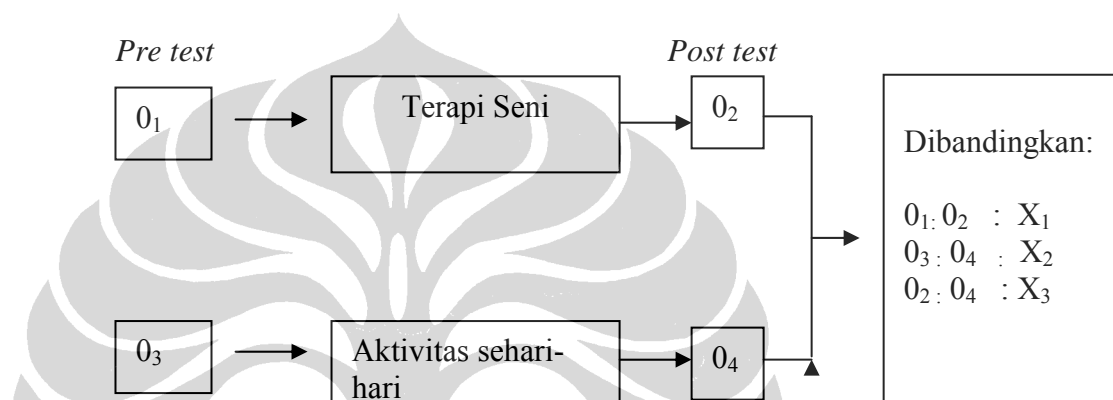 Pre test
Post test
0₁
Terapi Seni
0₂
Dibandingkan:
0₁: 0₂ : X₁
0₃ : 0₄ : X₂
0₂ : 0₄ : X₃
0₃
Aktivitas sehari-
hari
0₄